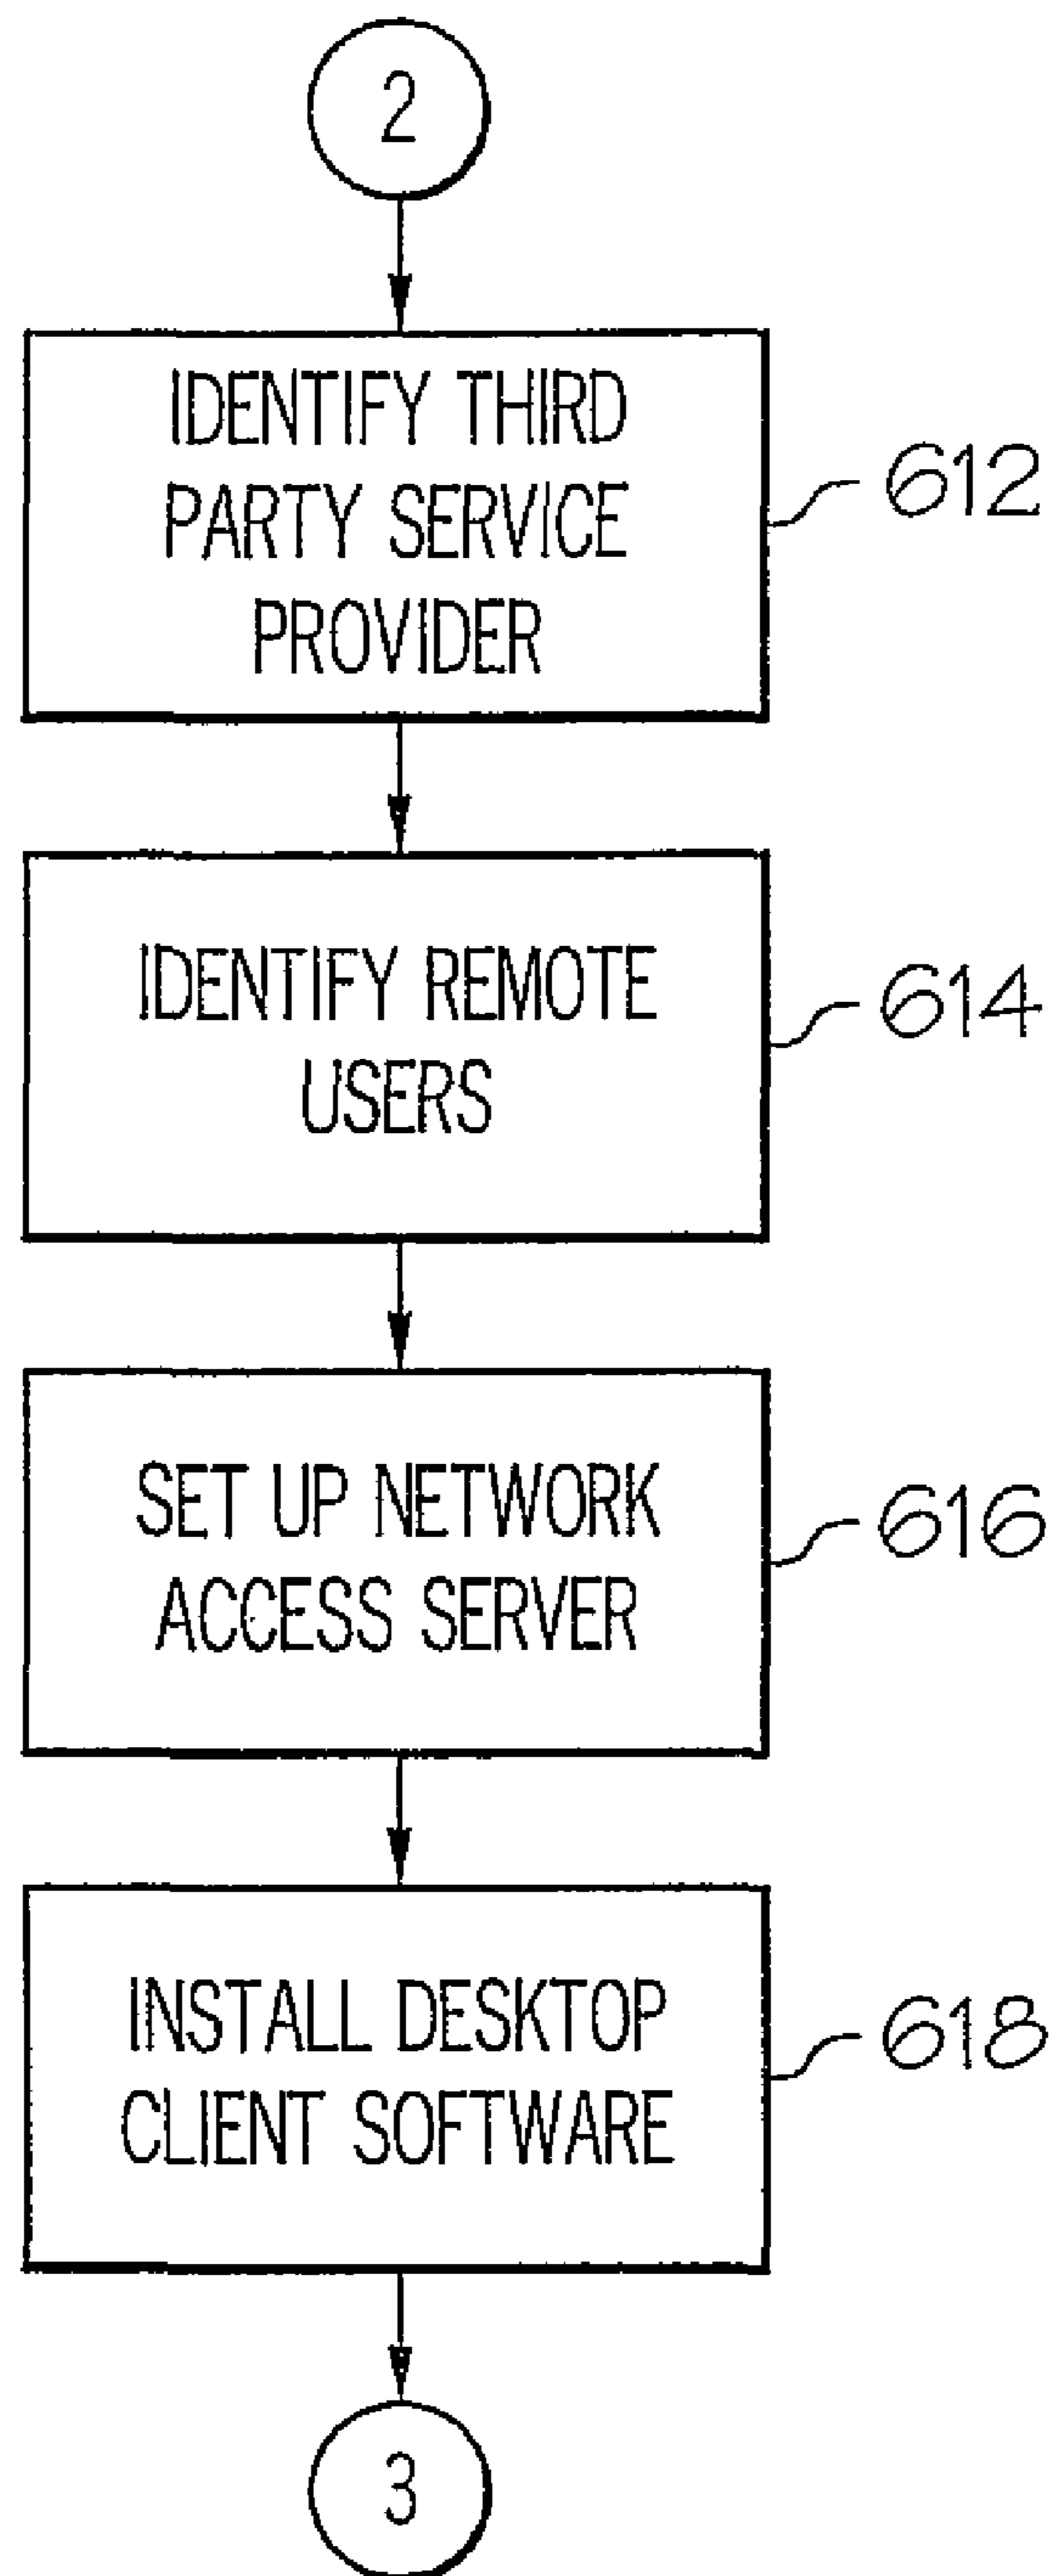 2
IDENTIFY THIRD
PARTY SERVICE
PROVIDER
612
IDENTIFY REMOTE
USERS
614
SET UP NETWORK
ACCESS SERVER
616
INSTALL DESKTOP
CLIENT SOFTWARE
618
3